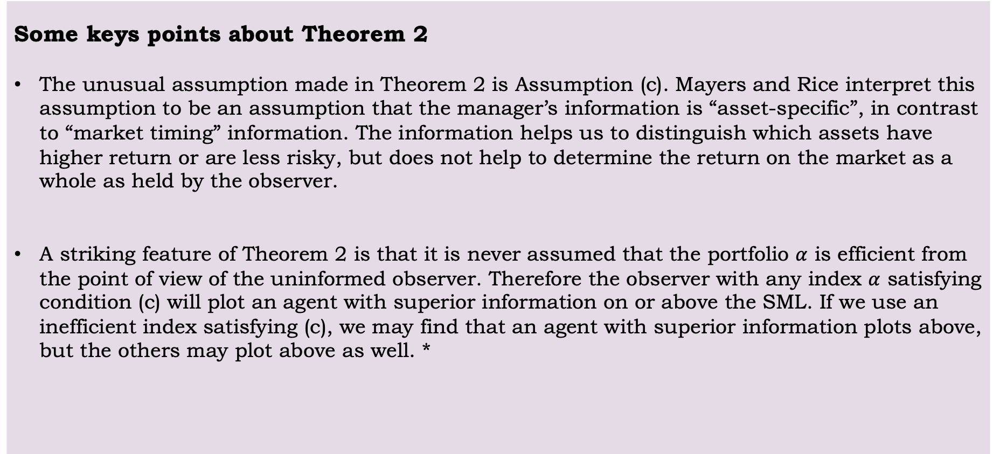 Some keys points about Theorem 2
• The unusual assumption made in Theorem 2 is Assumption (c). Mayers and Rice interpret this
assumption to be an assumption that the manager’s information is “asset-specific”, in contrast
to “market timing” information. The information helps us to distinguish which assets have
higher return or are less risky, but does not help to determine the return on the market as a
whole as held by the observer.
• A striking feature of Theorem 2 is that it is never assumed that the portfolio α is efficient from
the point of view of the uninformed observer. Therefore the observer with any index α satisfying
condition (c) will plot an agent with superior information on or above the SML. If we use an
inefficient index satisfying (c), we may find that an agent with superior information plots above,
but the others may plot above as well. *